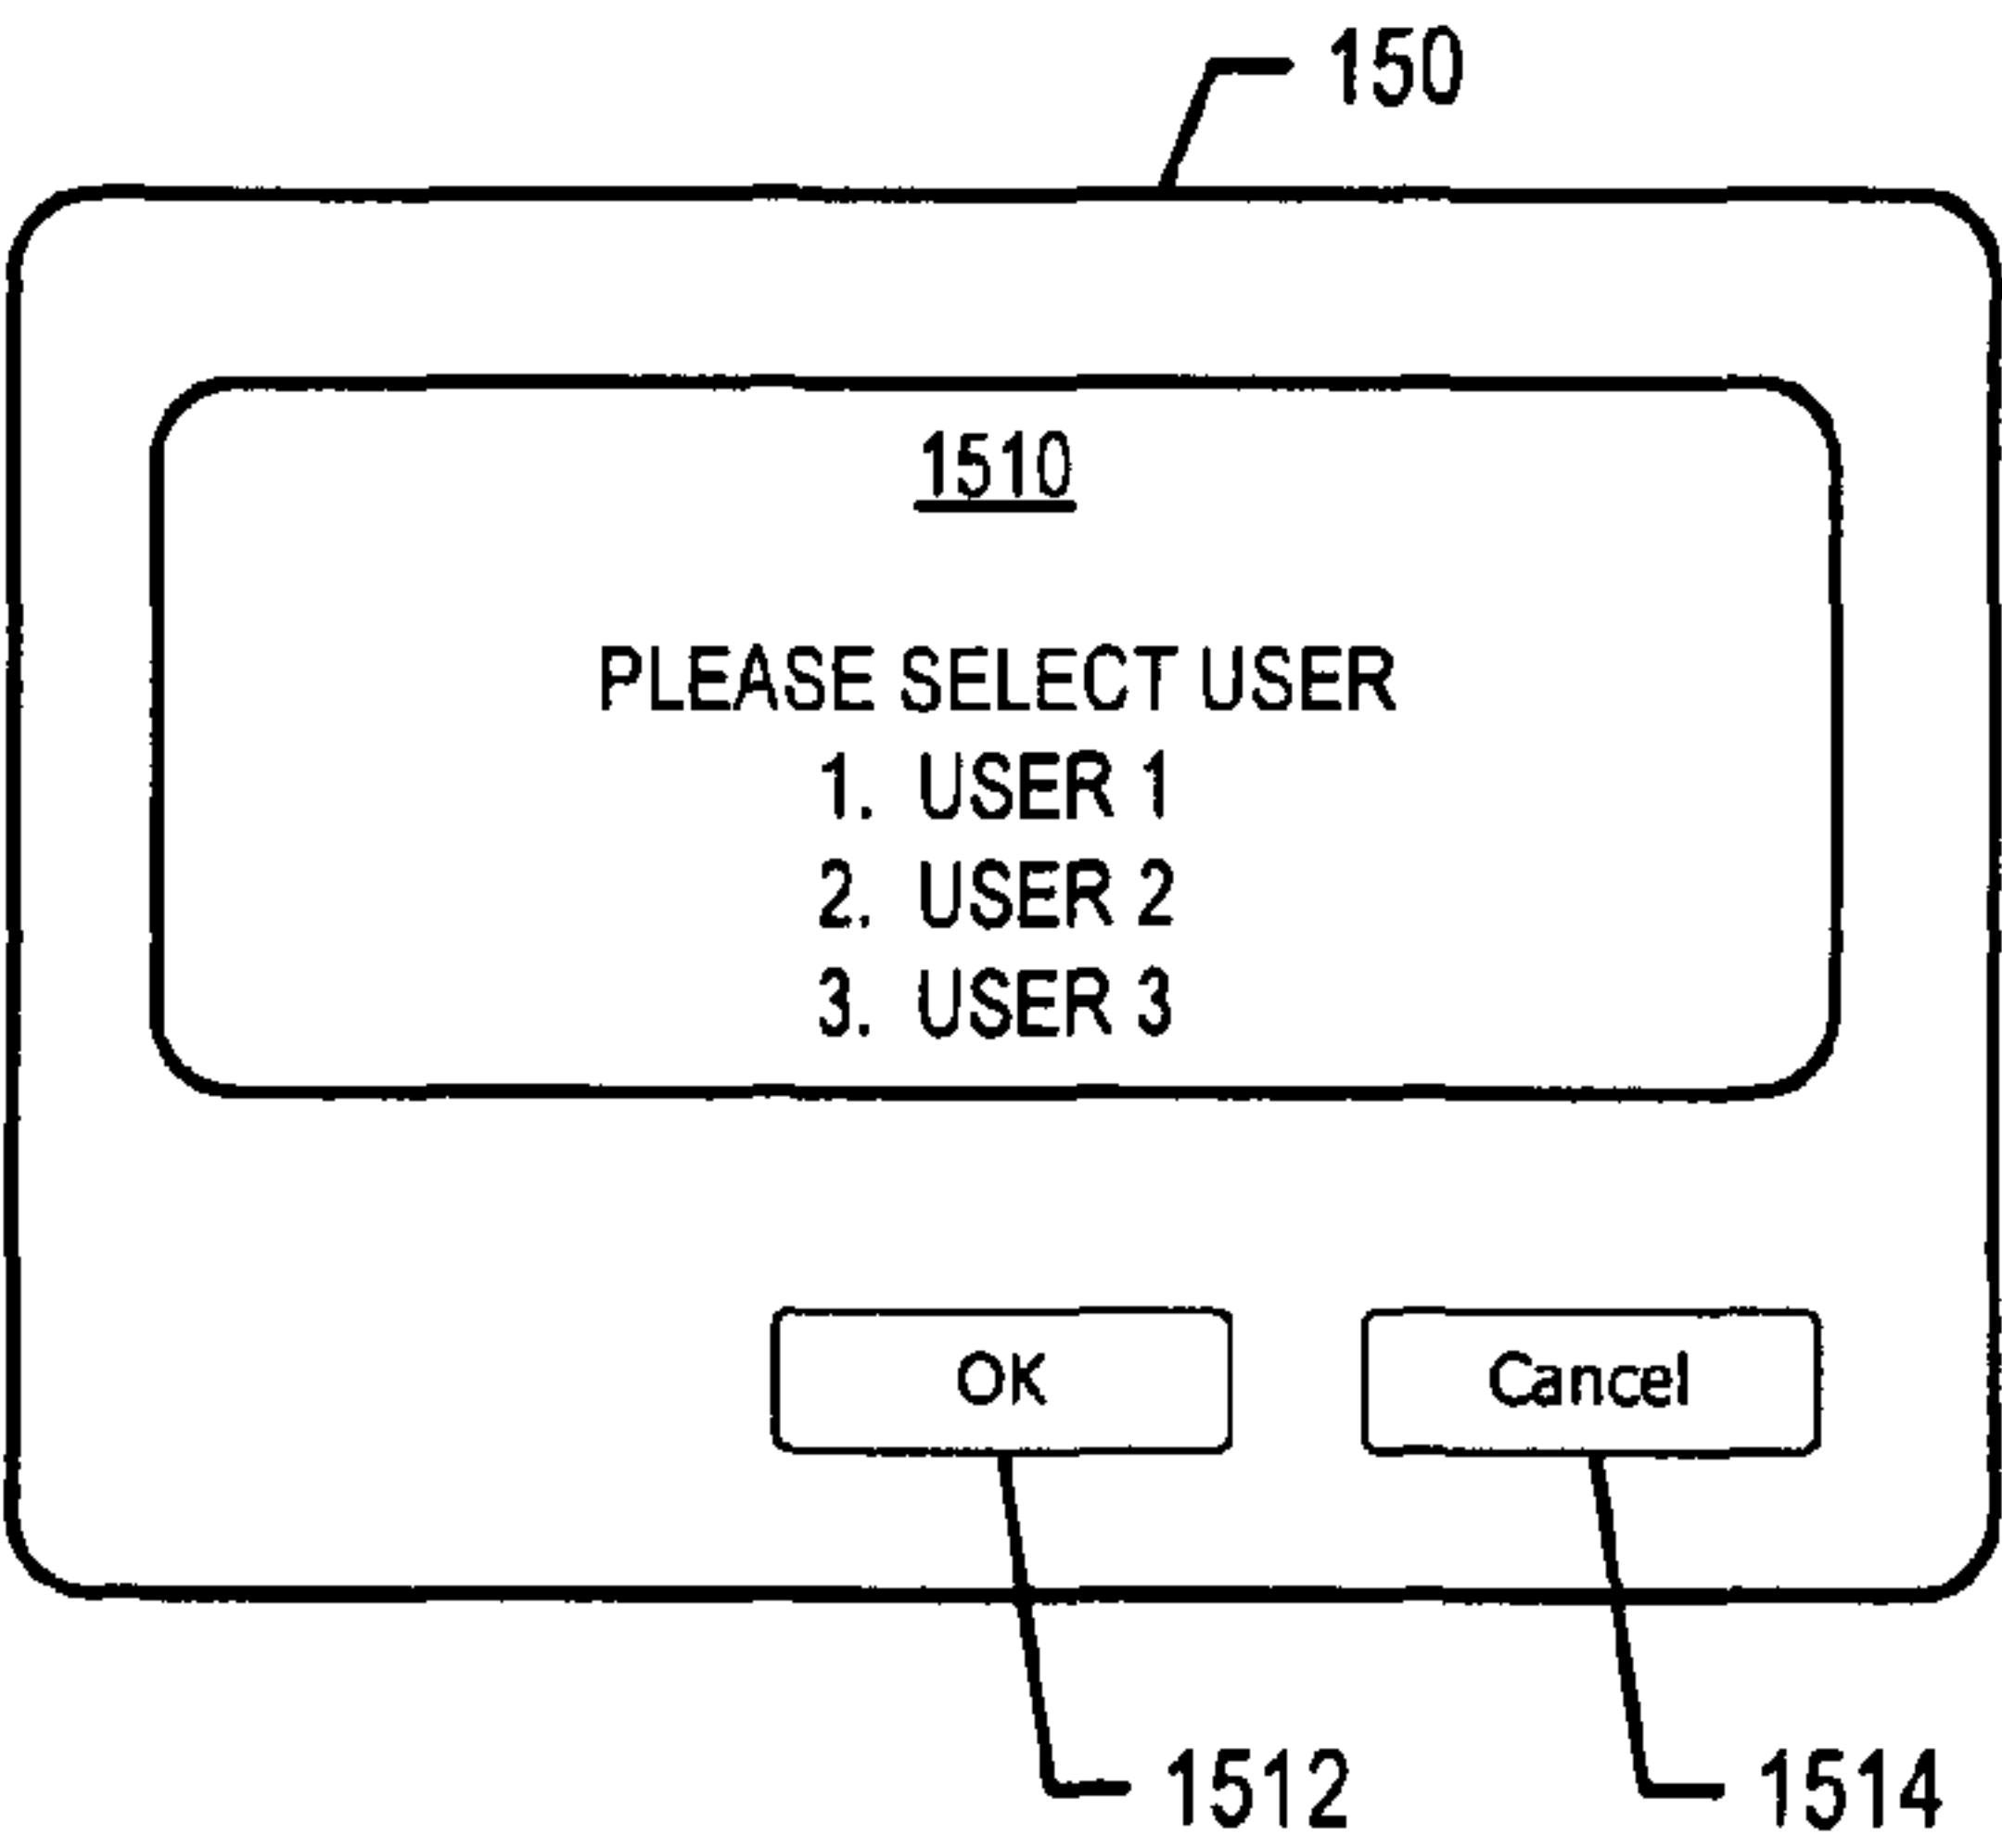 150
1510
PLEASE SELECT USER
1. USER 1
2. USER 2
3. USER 3
OK Cancel
1512 1514